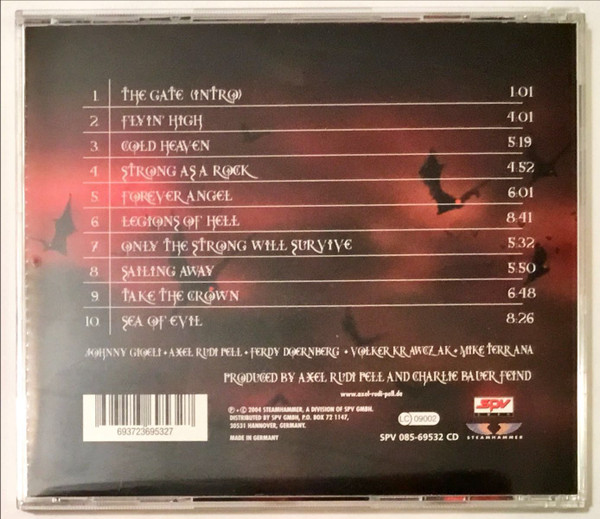 1 THE GATE (INTRO) 1:01
2 FLYIN' HIGH 4:01
3 COLD HEAVEN 5:19
4 STRONG AS A ROCK 4:52
5 FOREVER ANGEL 6:01
6 LEGIONS OF HELL 8:41
7 ONLY THE STRONG WILL SURVIVE 5:32
8 SAILING AWAY 5:50
9 TAKE THE CROWN 6:48
10 SEA OF EVIL 8:26
JOHNNY GIOELI • AXEL RUDI PELL • FERDY DOERNBERG • VOLKER KRAWCZAK • MIKE TERRANA
PRODUCED BY AXEL RUDI PELL AND CHARLIE BAUERFEIND
www.axel-rudi-pell.de
℗ + © 2004 STEAMHAMMER, A DIVISION OF SPV GMBH.
DISTRIBUTED BY SPV GMBH, P.O. BOX 72 1147,
30531 HANNOVER, GERMANY.
MADE IN GERMANY
LC 09002
SPV 085-69532 CD
SPV
STEAMHAMMER
693723695327